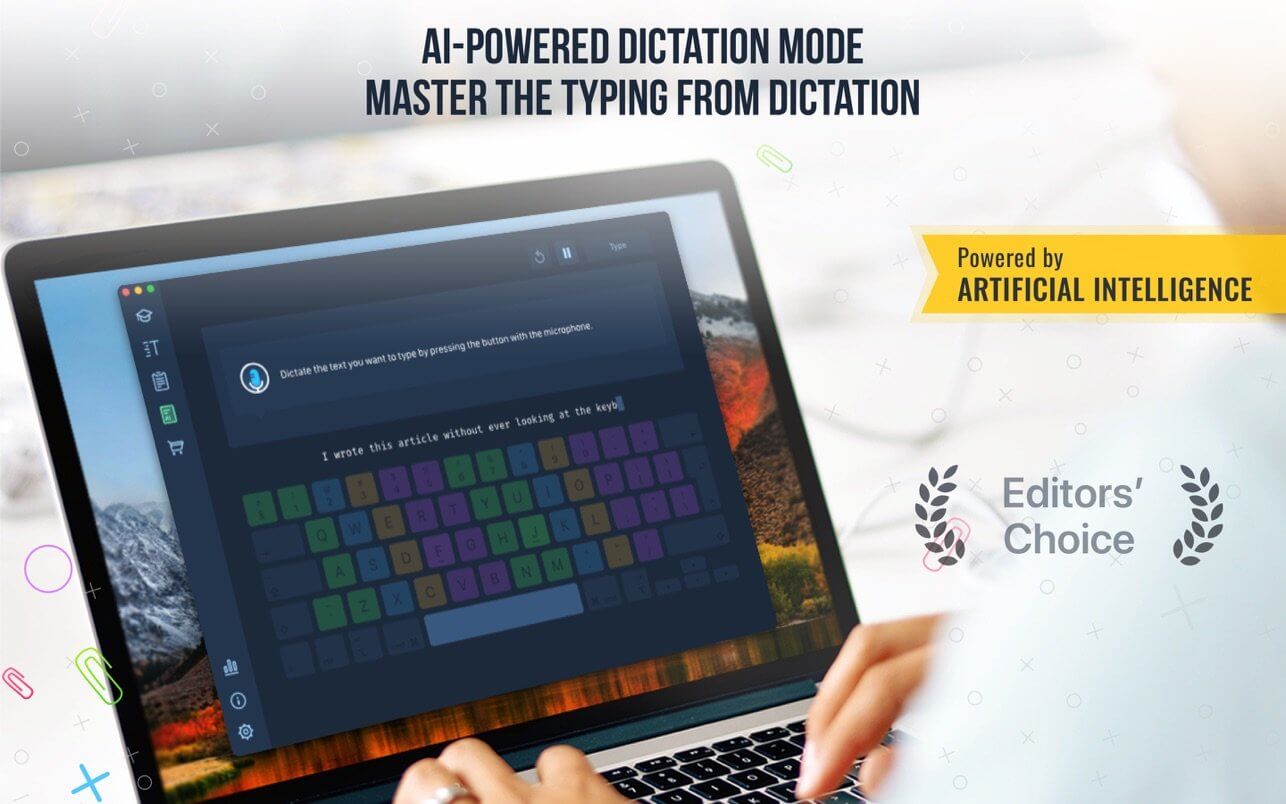 AI-POWERED DICTATION MODE
MASTER THE TYPING FROM DICTATION
Type
Powered by
ARTIFICIAL INTELLIGENCE
Dictate the text you want to type by pressing the button with the microphone.
I wrote this article without ever looking at the keyb
Editors’
Choice
Q W E R T Y U I O P
A S D F G H J K L
Z X C V B N M